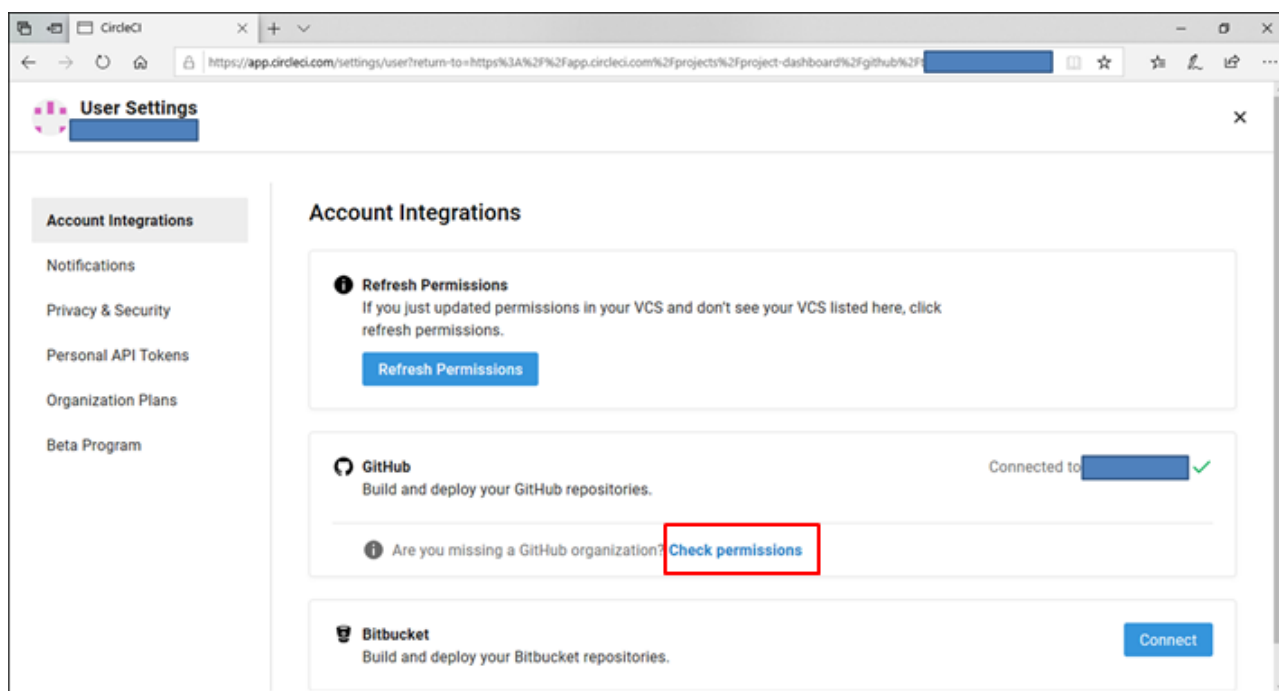 CircleCI
https://app.circleci.com/settings/user?return-to=https%3A%2F%2Fapp.circleci.com%2Fprojects%2Fproject-dashboard%2Fgithub%2Ft
User Settings
Account Integrations
Notifications
Privacy & Security
Personal API Tokens
Organization Plans
Beta Program
Account Integrations
Refresh Permissions
If you just updated permissions in your VCS and don't see your VCS listed here, click
refresh permissions.
Refresh Permissions
GitHub
Connected to
Build and deploy your GitHub repositories.
Are you missing a GitHub organization? Check permissions
Bitbucket
Build and deploy your Bitbucket repositories.
Connect